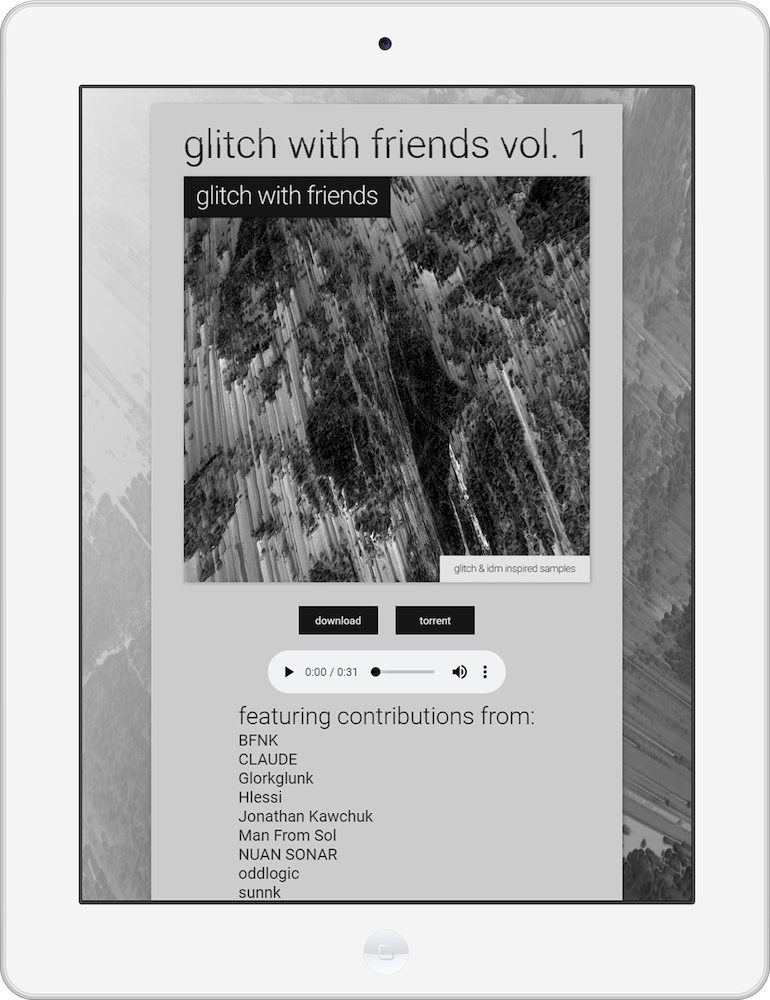 glitch with friends vol. 1
glitch with friends
glitch & idm inspired samples
download torrent
0:00 / 0:31
featuring contributions from:
BFNK
CLAUDE
Glorkglunk
Hlessi
Jonathan Kawchuk
Man From Sol
NUAN SONAR
oddlogic
sunnk